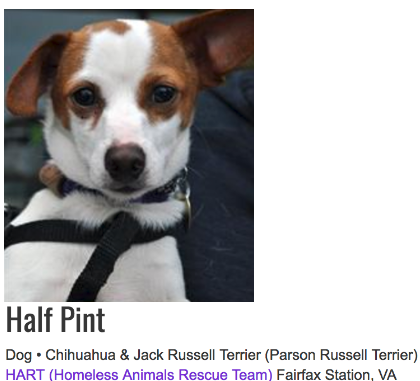 Half Pint
Dog • Chihuahua & Jack Russell Terrier (Parson Russell Terrier)
HART (Homeless Animals Rescue Team) Fairfax Station, VA